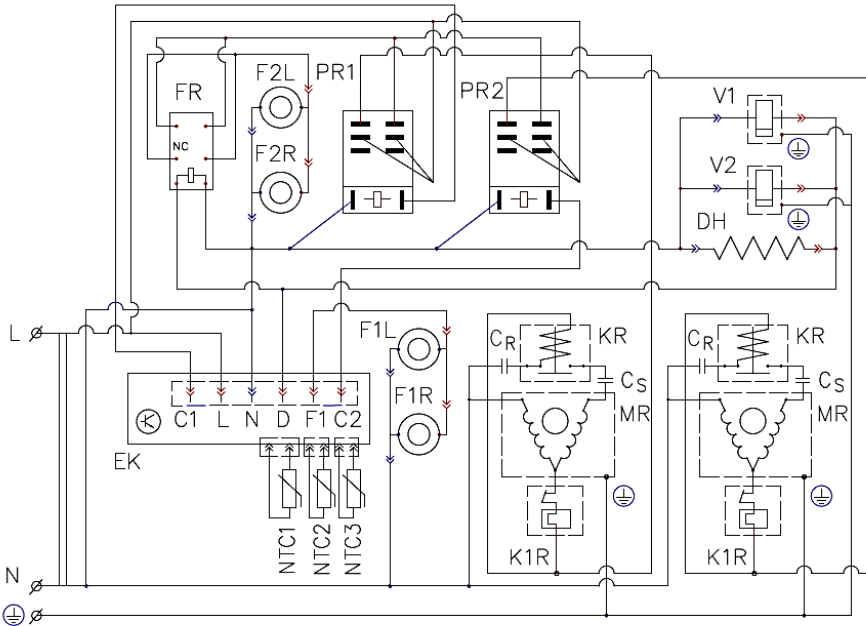 F2L
PR1
PR2
V1
FR
NC
F2R
V2
DH
L
F1L
CR
KR
CR
KR
CS
CS
F1R
MR
MR
C1 L N D F1 C2
EK
NTC1
NTC2
NTC3
K1R
K1R
N